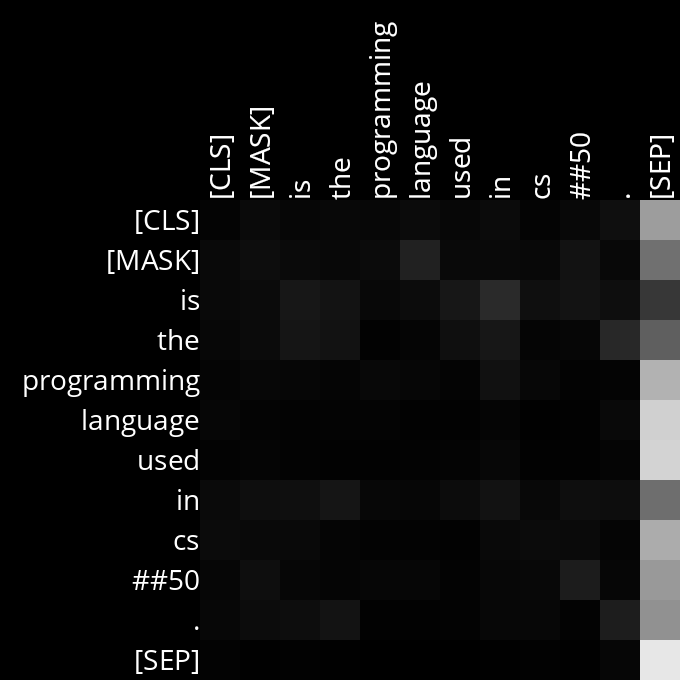 [CLS]
[MASK]
is
the
programming
language
used
in
cs
##50
.
[SEP]
[CLS]
[MASK]
is
the
programming
language
used
in
cs
##50
.
[SEP]